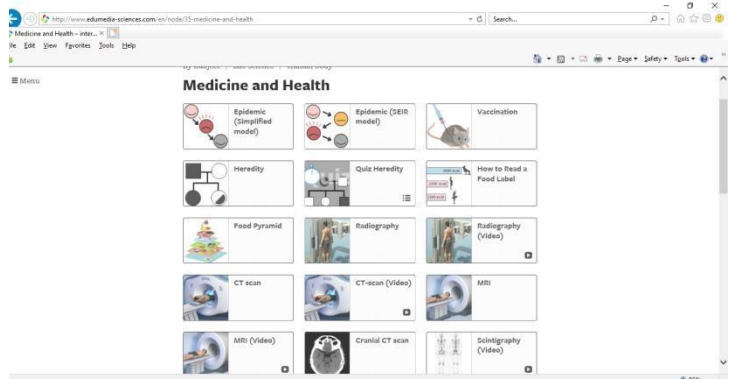 http://www.edumedia-sciences.com/en/node/35-medicine-and-health
Search...
Medicine and Health – inter...
File Edit View Favorites Tools Help
Page Safety Tools
Menu
Medicine and Health
Epidemic
(Simplified
model)
Epidemic (SEIR
model)
Vaccination
Heredity
Quiz Heredity
How to Read a
Food Label
Food Pyramid
Radiography
Radiography
(Video)
CT scan
CT-scan (Video)
MRI
MRI (Video)
Cranial CT scan
Scintigraphy
(Video)